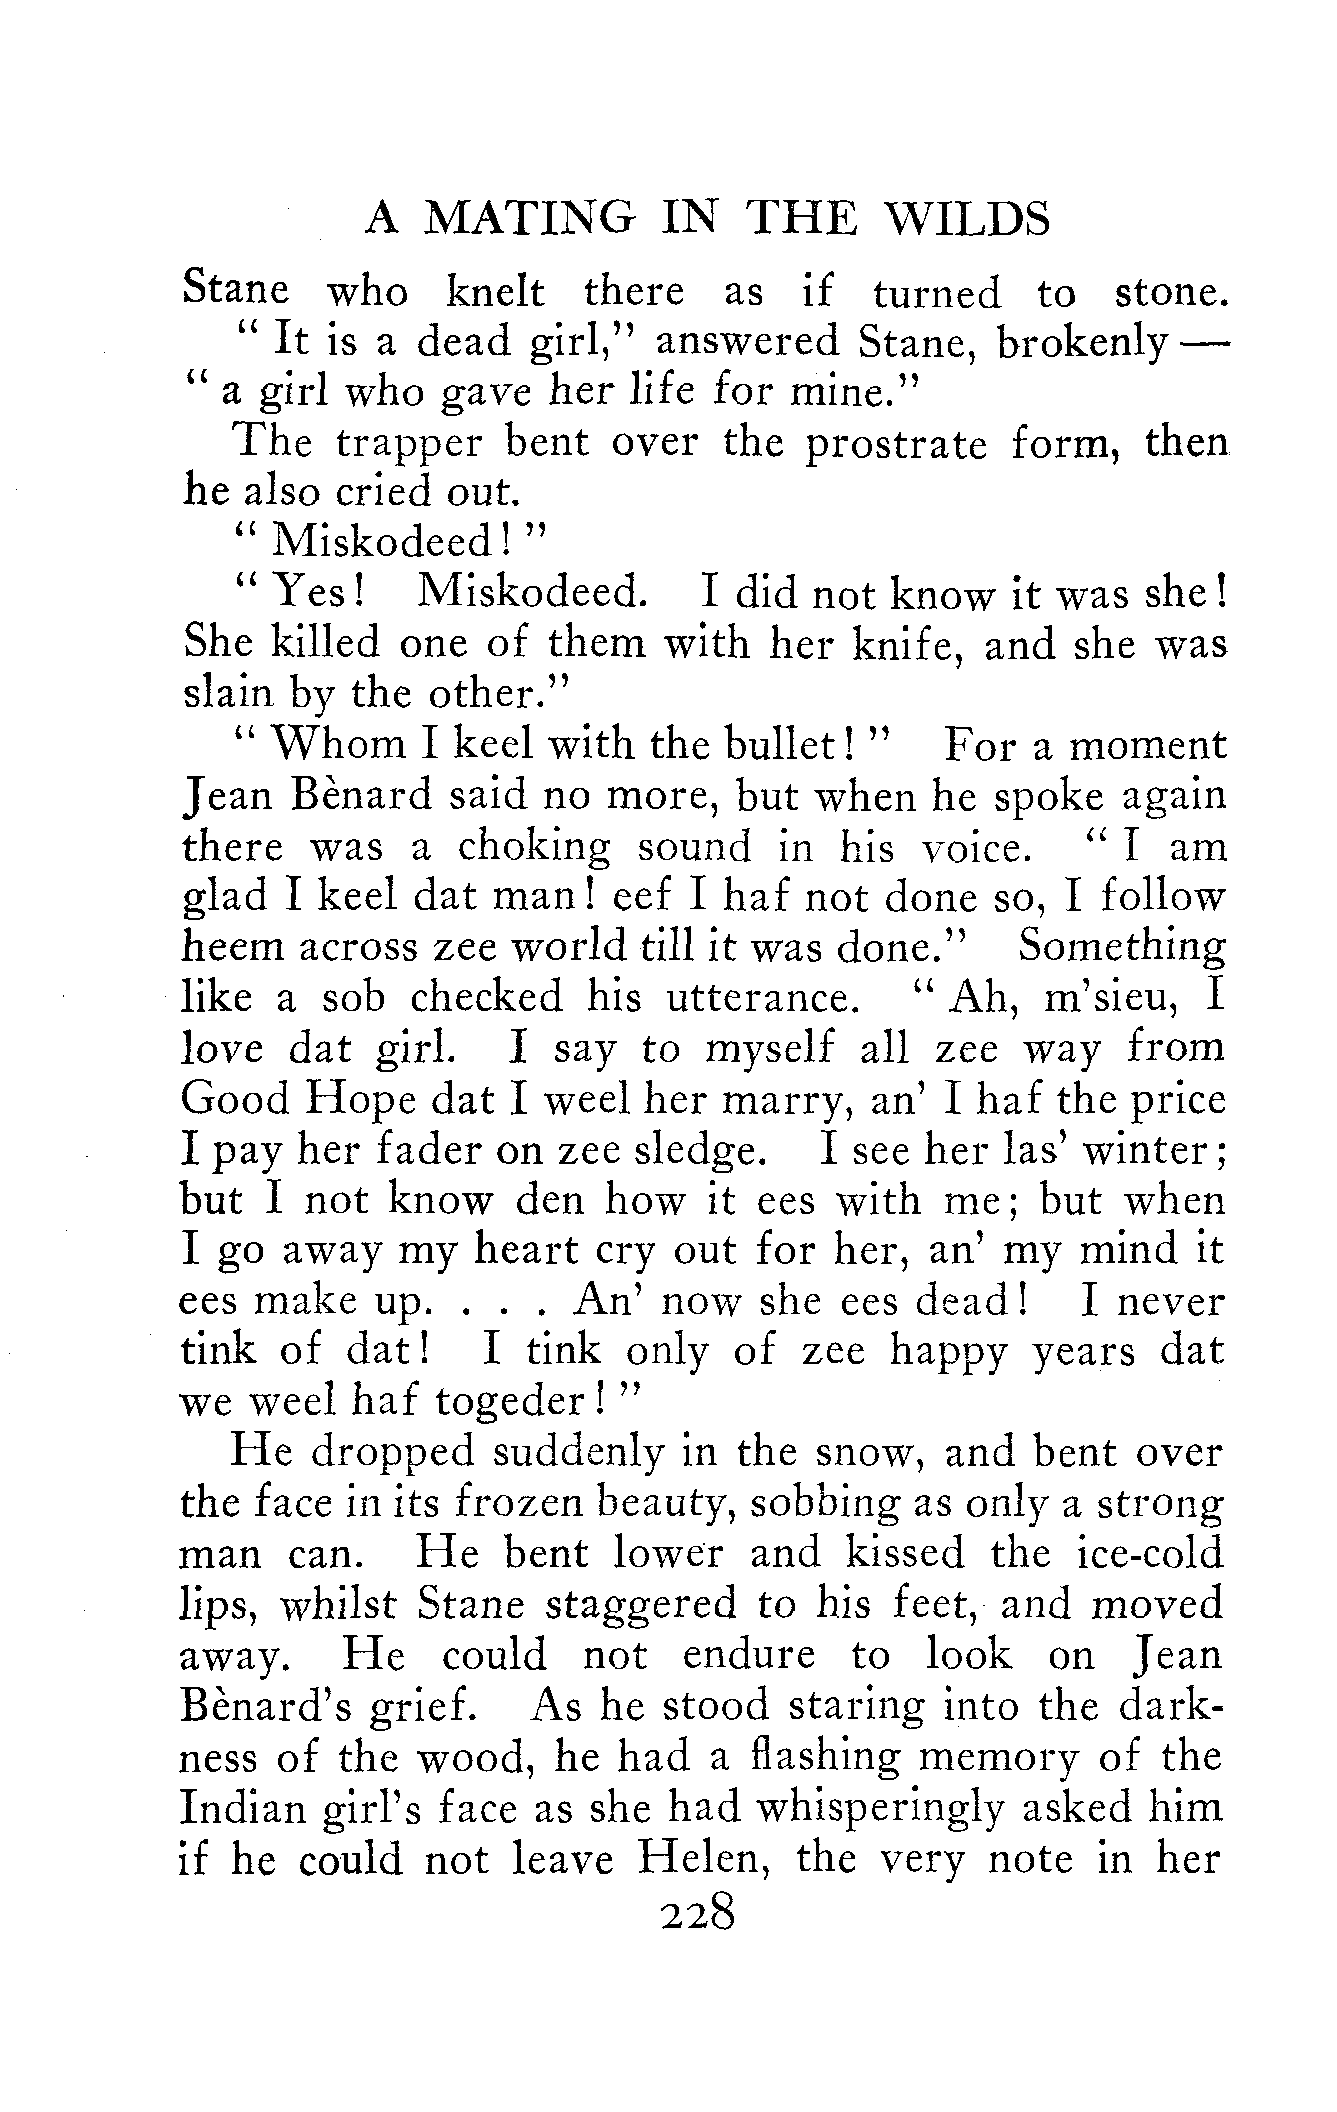 A MATING IN THE WILDS
Stane who knelt there as if turned to stone.
“ It is a dead girl,” answered Stane, brokenly—
“ a girl who gave her life for mine.”
The trapper bent over the prostrate form, then
he also cried out.
“ Miskodeed! ”
“ Yes! Miskodeed. I did not know it was she!
She killed one of them with her knife, and she was
slain by the other.”
“ Whom I keel with the bullet! ” For a moment
Jean Bènard said no more, but when he spoke again
there was a choking sound in his voice. “ I am
glad I keel dat man! eef I haf not done so, I follow
heem across zee world till it was done.” Something
like a sob checked his utterance. “ Ah, m'sieu, I
love dat girl. I say to myself all zee way from
Good Hope dat I weel her marry, an' I haf the price
I pay her fader on zee sledge. I see her las' winter;
but I not know den how it ees with me; but when
I go away my heart cry out for her, an' my mind it
ees make up. . . . An' now she ees dead! I never
tink of dat! I tink only of zee happy years dat
we weel haf togeder! ”
He dropped suddenly in the snow, and bent over
the face in its frozen beauty, sobbing as only a strong
man can. He bent lower and kissed the ice-cold
lips, whilst Stane staggered to his feet, and moved
away. He could not endure to look on Jean
Bènard's grief. As he stood staring into the dark-
ness of the wood, he had a flashing memory of the
Indian girl's face as she had whisperingly asked him
if he could not leave Helen, the very note in her
228